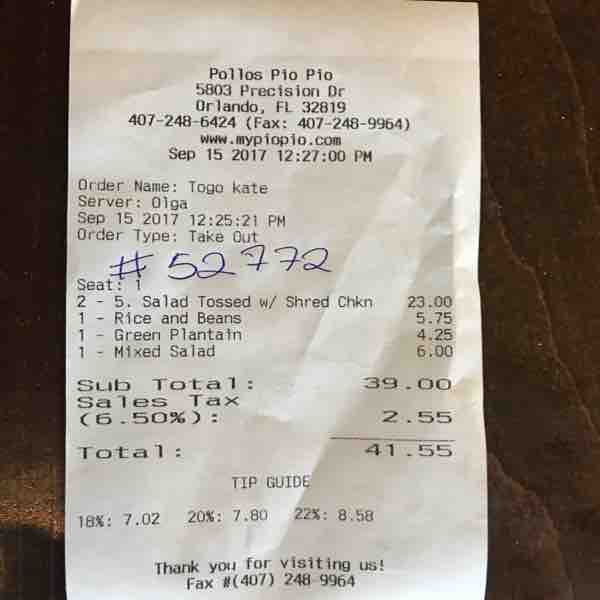 Pollos Pio Pio
5803 Precision Dr
Orlando, FL 32819
407-248-6424 (Fax: 407-248-9964)
www.mypiopio.com
Sep 15 2017 12:27:00 PM
Order Name: Togo kate
Server: Olga
Sep 15 2017 12:25:21 PM
Order Type: Take Out
# 52772
Seat: 1
2 - 5. Salad Tossed w/ Shred Chkn 23.00
1 - Rice and Beans 5.75
1 - Green Plantain 4.25
1 - Mixed Salad 6.00
Sub Total: 39.00
Sales Tax
(6.50%): 2.55
Total: 41.55
TIP GUIDE
18%: 7.02 20%: 7.80 22%: 8.58
Thank you for visiting us!
Fax #(407) 248-9964